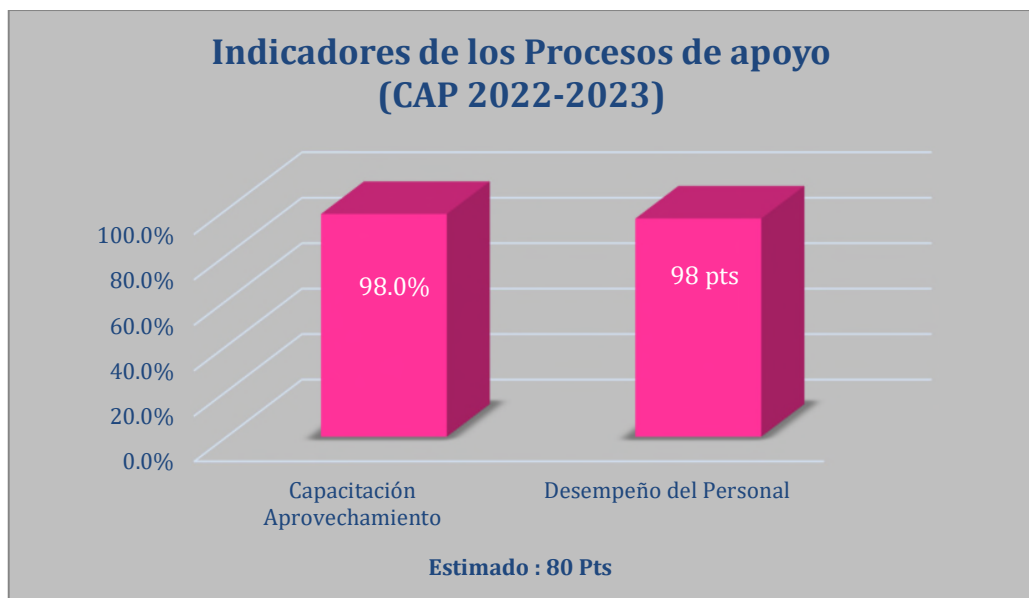 Indicadores de los Procesos de apoyo
(CAP 2022-2023)
100.0%
80.0%
60.0%
40.0%
20.0%
0.0%
98.0%
98 pts
Capacitación
Aprovechamiento
Desempeño del Personal
Estimado : 80 Pts